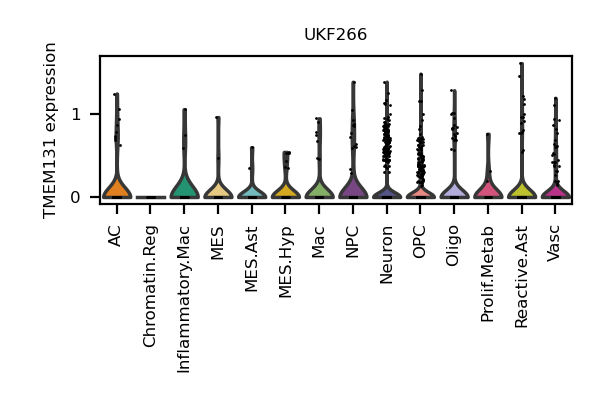 UKF266
TMEM131 expression
1
0
AC
Chromatin.Reg
Inflammatory.Mac
MES
MES.Ast
MES.Hyp
Mac
NPC
Neuron
OPC
Oligo
Prolif.Metab
Reactive.Ast
Vasc